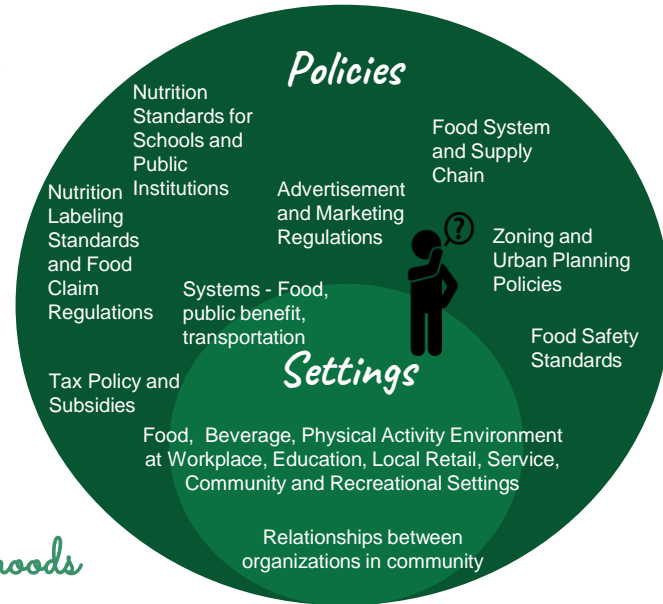 Policies
Nutrition
Standards for
Schools and
Public
Institutions
Food System
and Supply
Chain
Advertisement
and Marketing
Regulations
Nutrition
Labeling
Standards
and Food
Claim
Regulations
?
Zoning and
Urban Planning
Policies
Systems - Food,
public benefit,
transportation
Food Safety
Standards
Settings
Tax Policy and
Subsidies
Food, Beverage, Physical Activity Environment
at Workplace, Education, Local Retail, Service,
Community and Recreational Settings
Relationships between
organizations in community